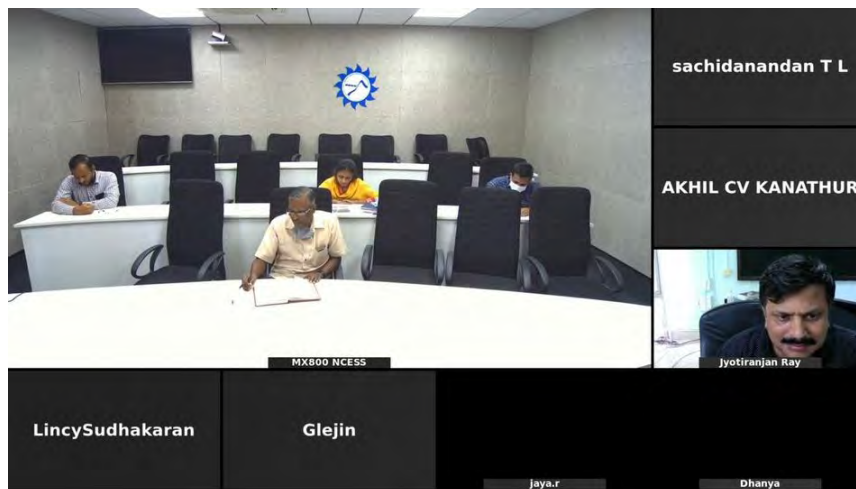 sachidanandan T L
AKHIL CV KANATHUR
MX800 NCESS
Jyotiranjan Ray
LincySudhakaran
Glejin
jaya.r
Dhanya